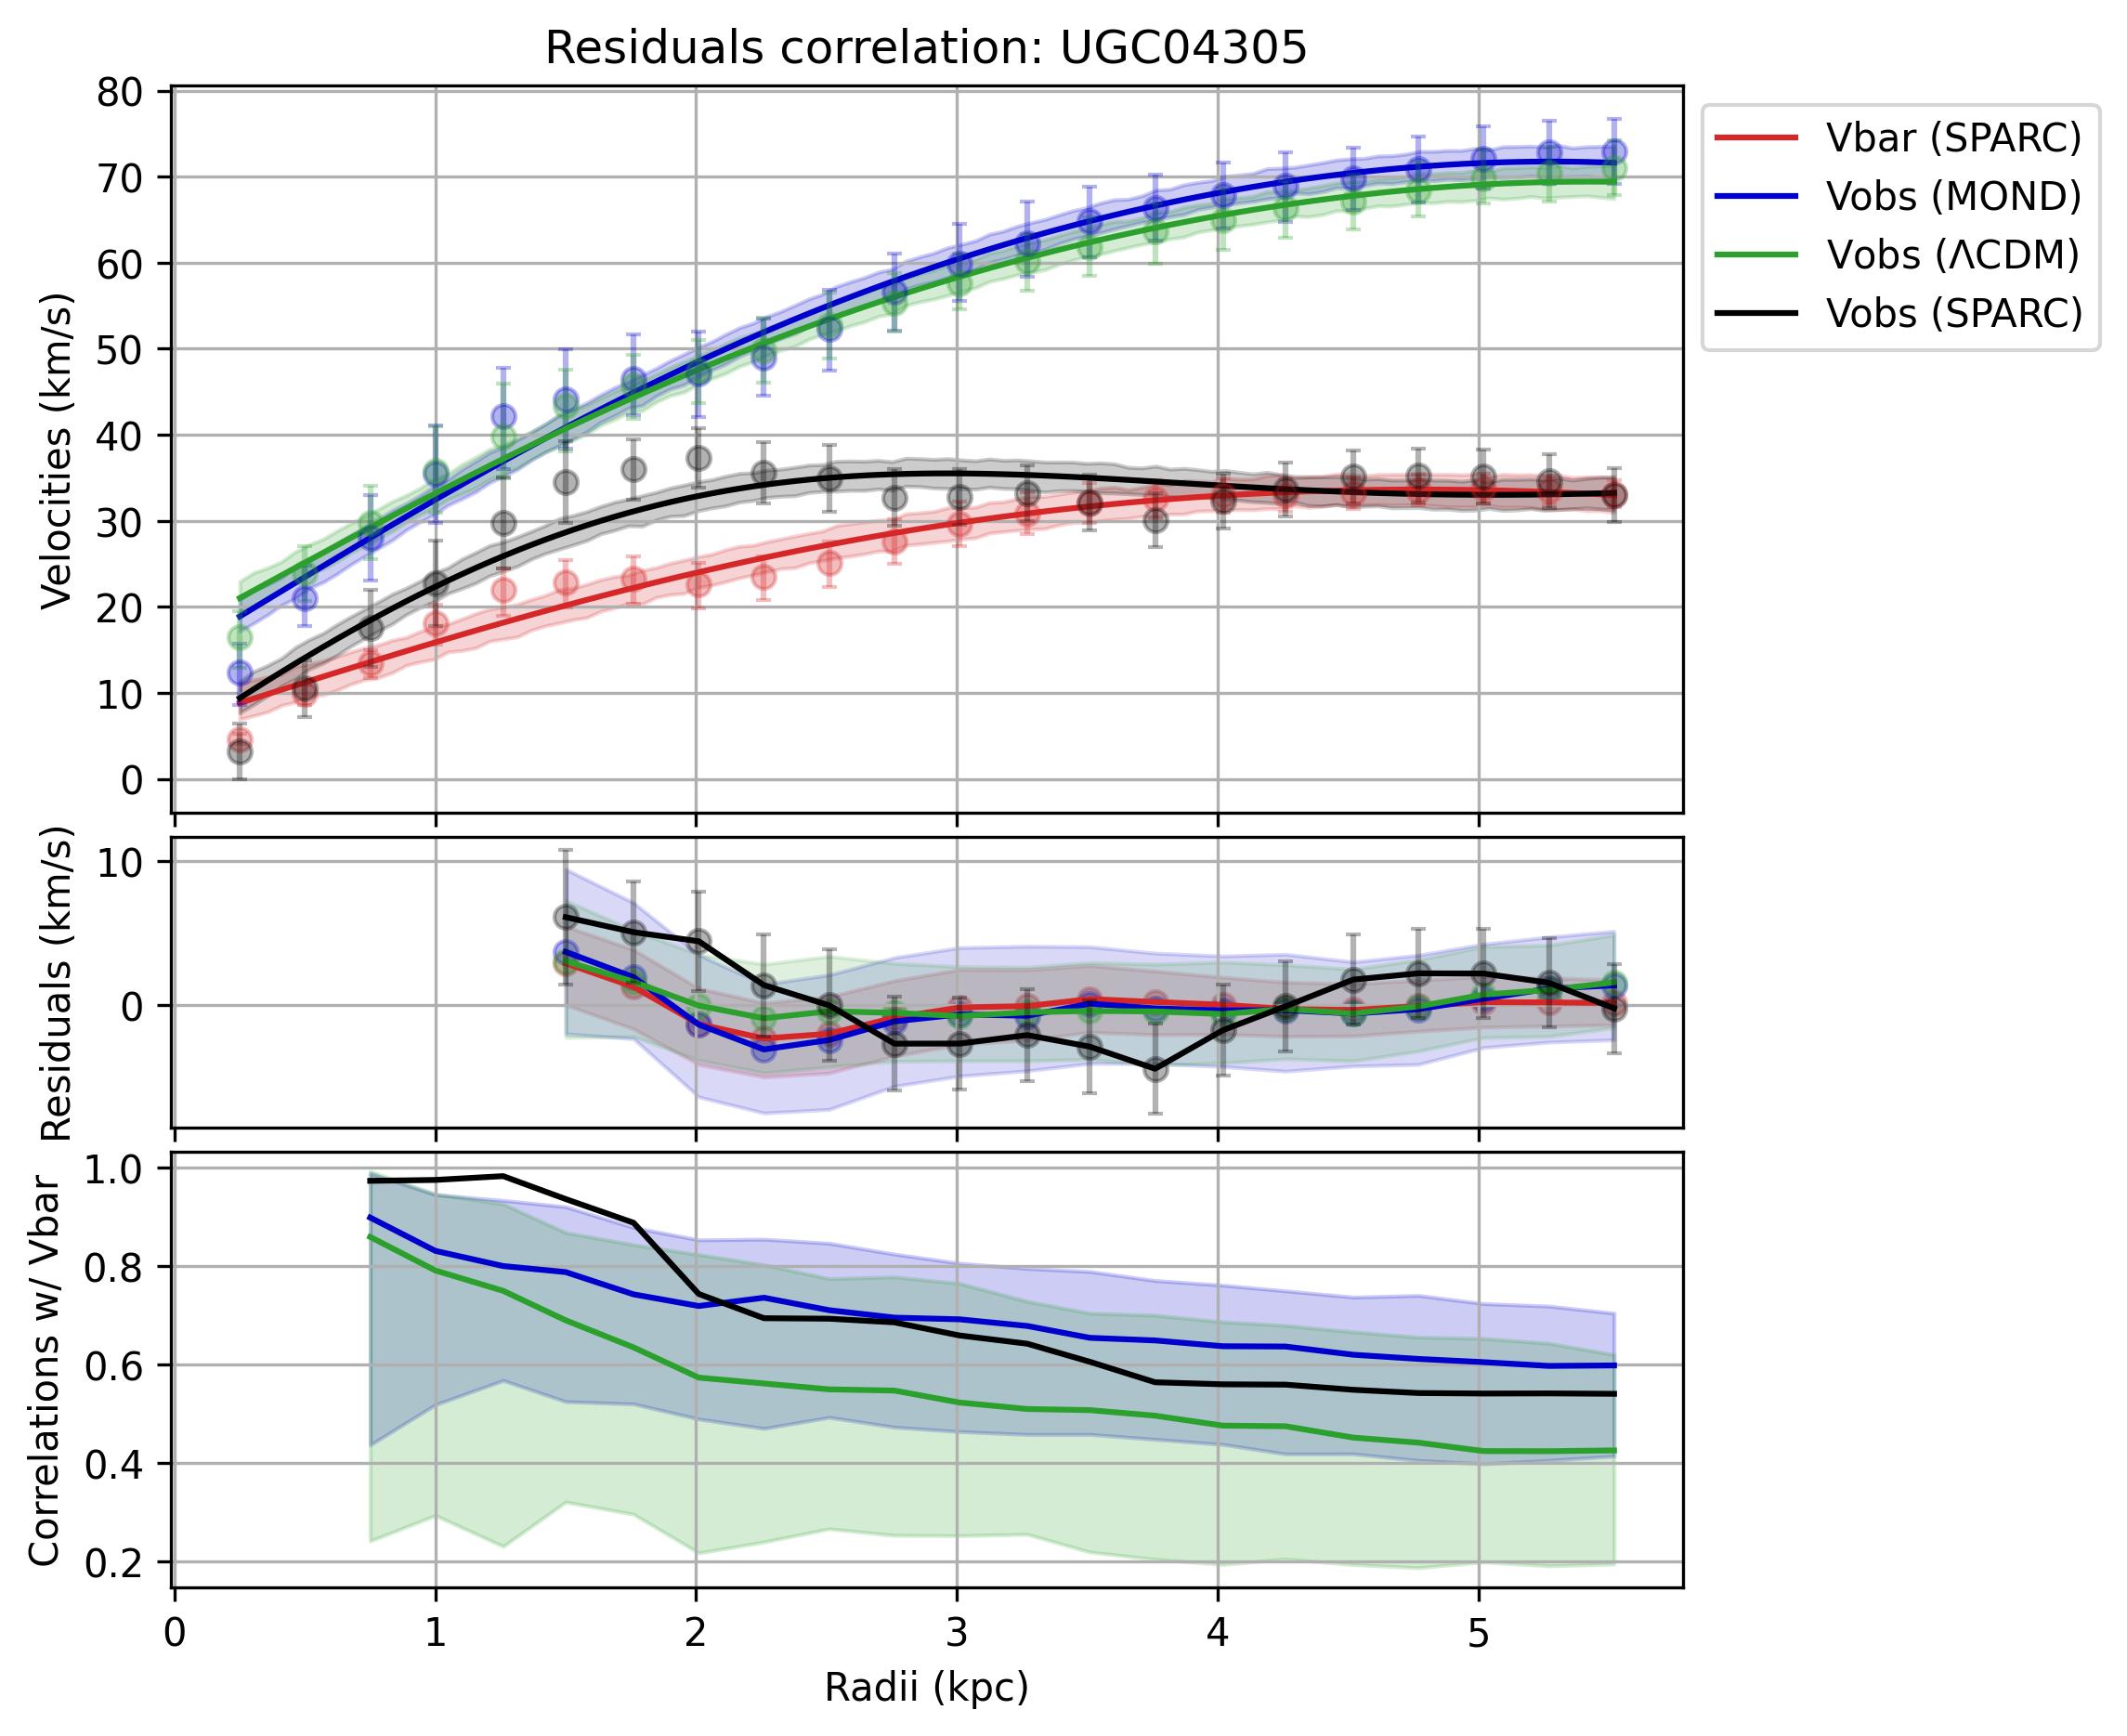 Residuals correlation: UGC04305
80
70
60
50
40
30
20
10
0
Velocities (km/s)
Vbar (SPARC)
Vobs (MOND)
Vobs (ΛCDM)
Vobs (SPARC)
10
0
Residuals (km/s)
1.0
0.8
0.6
0.4
0.2
Correlations w/ Vbar
0 1 2 3 4 5
Radii (kpc)